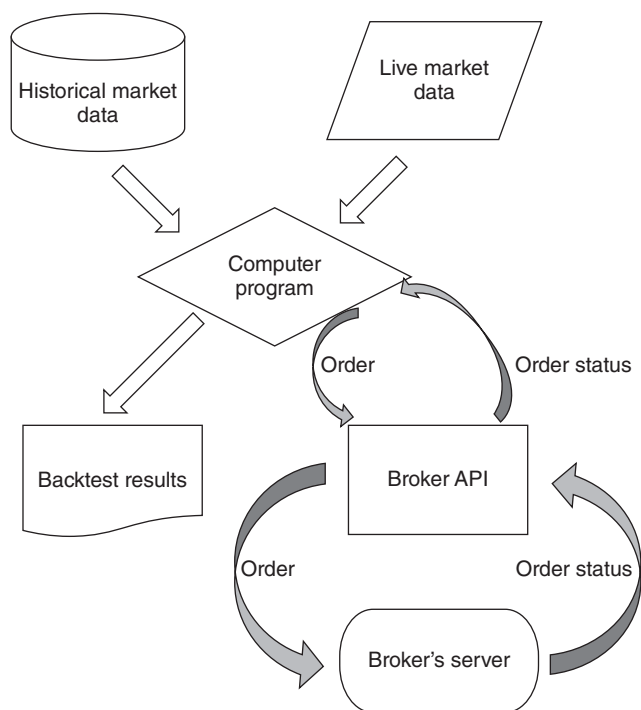 Historical market
data
Live market
data
Computer
program
Order
Order status
Backtest results
Broker API
Order
Order status
Broker's server